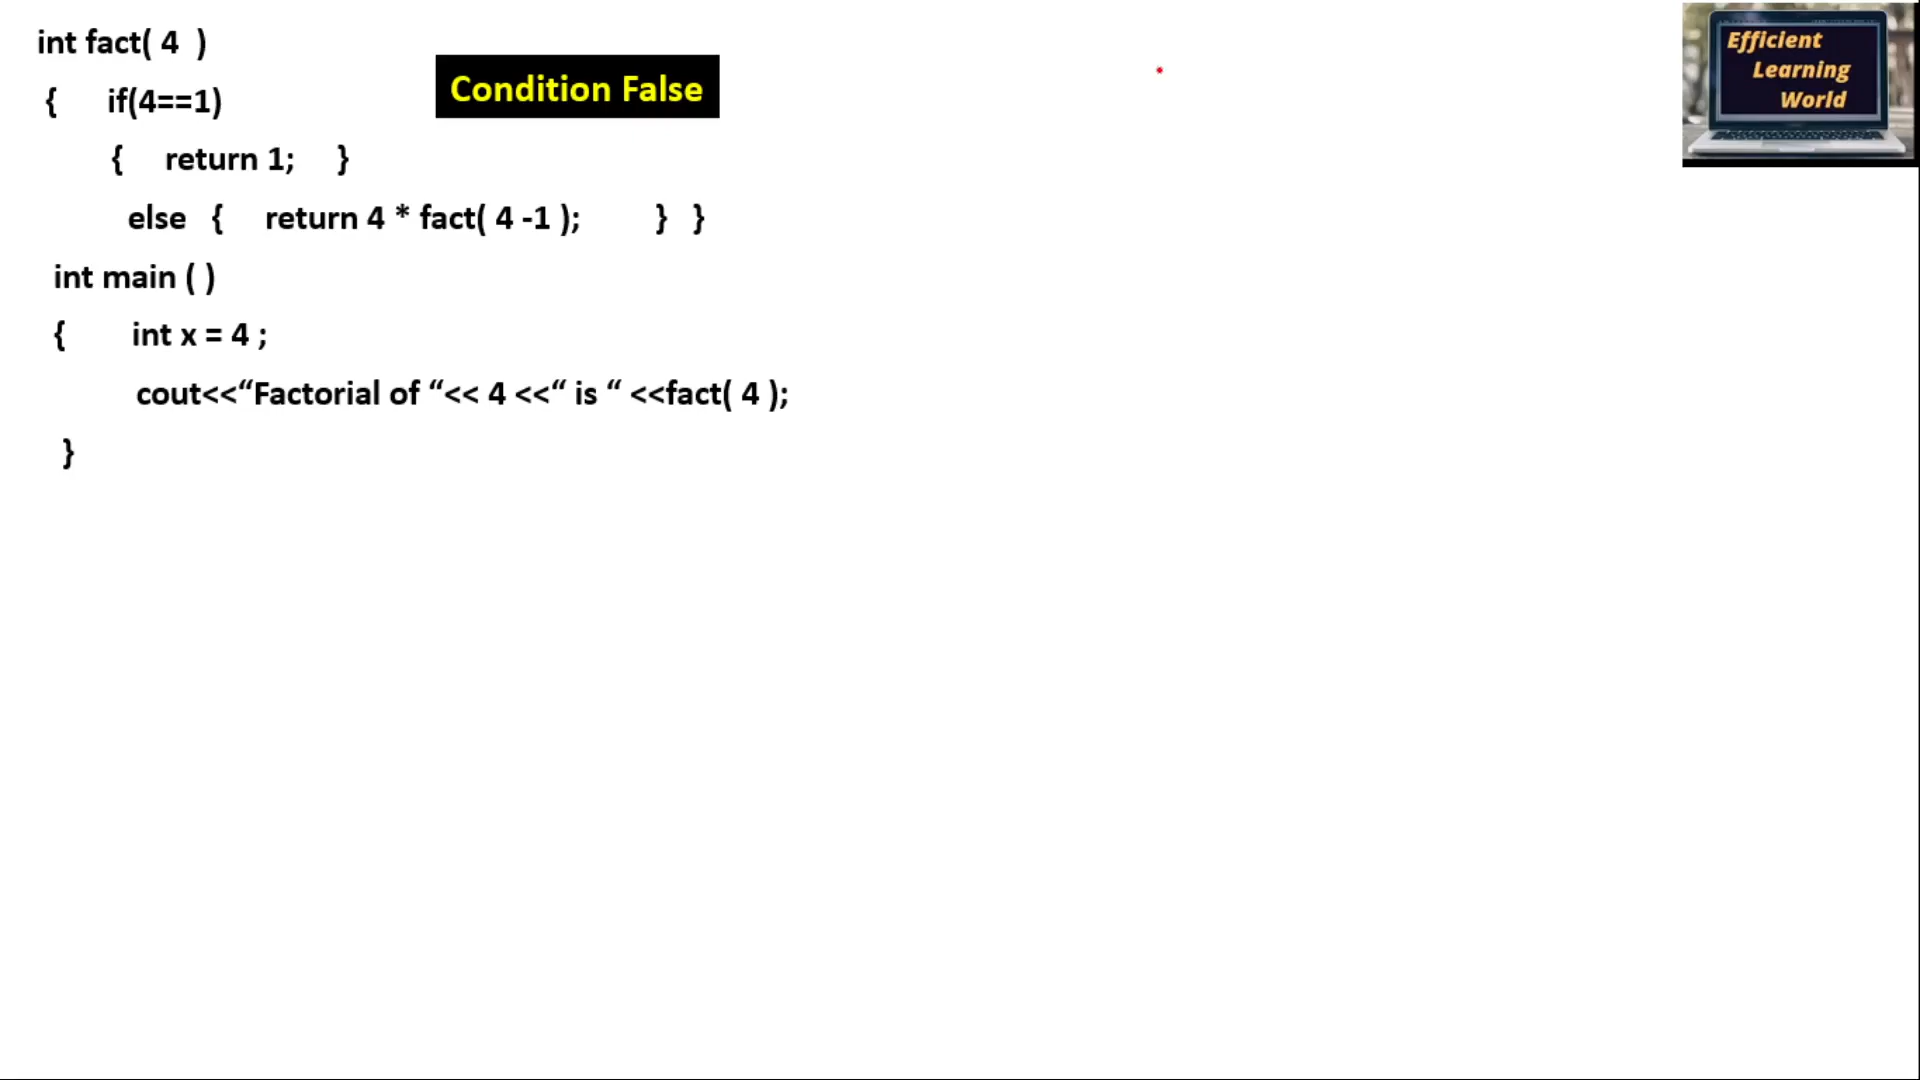 int fact( 4 )
{ if(4==1)
Condition False
{ return 1; }
else { return 4 * fact( 4 -1 ); } }
int main ( )
{ int x = 4 ;
cout<<“Factorial of “<< 4 <<“ is “ <<fact( 4 );
}
Efficient
Learning
World